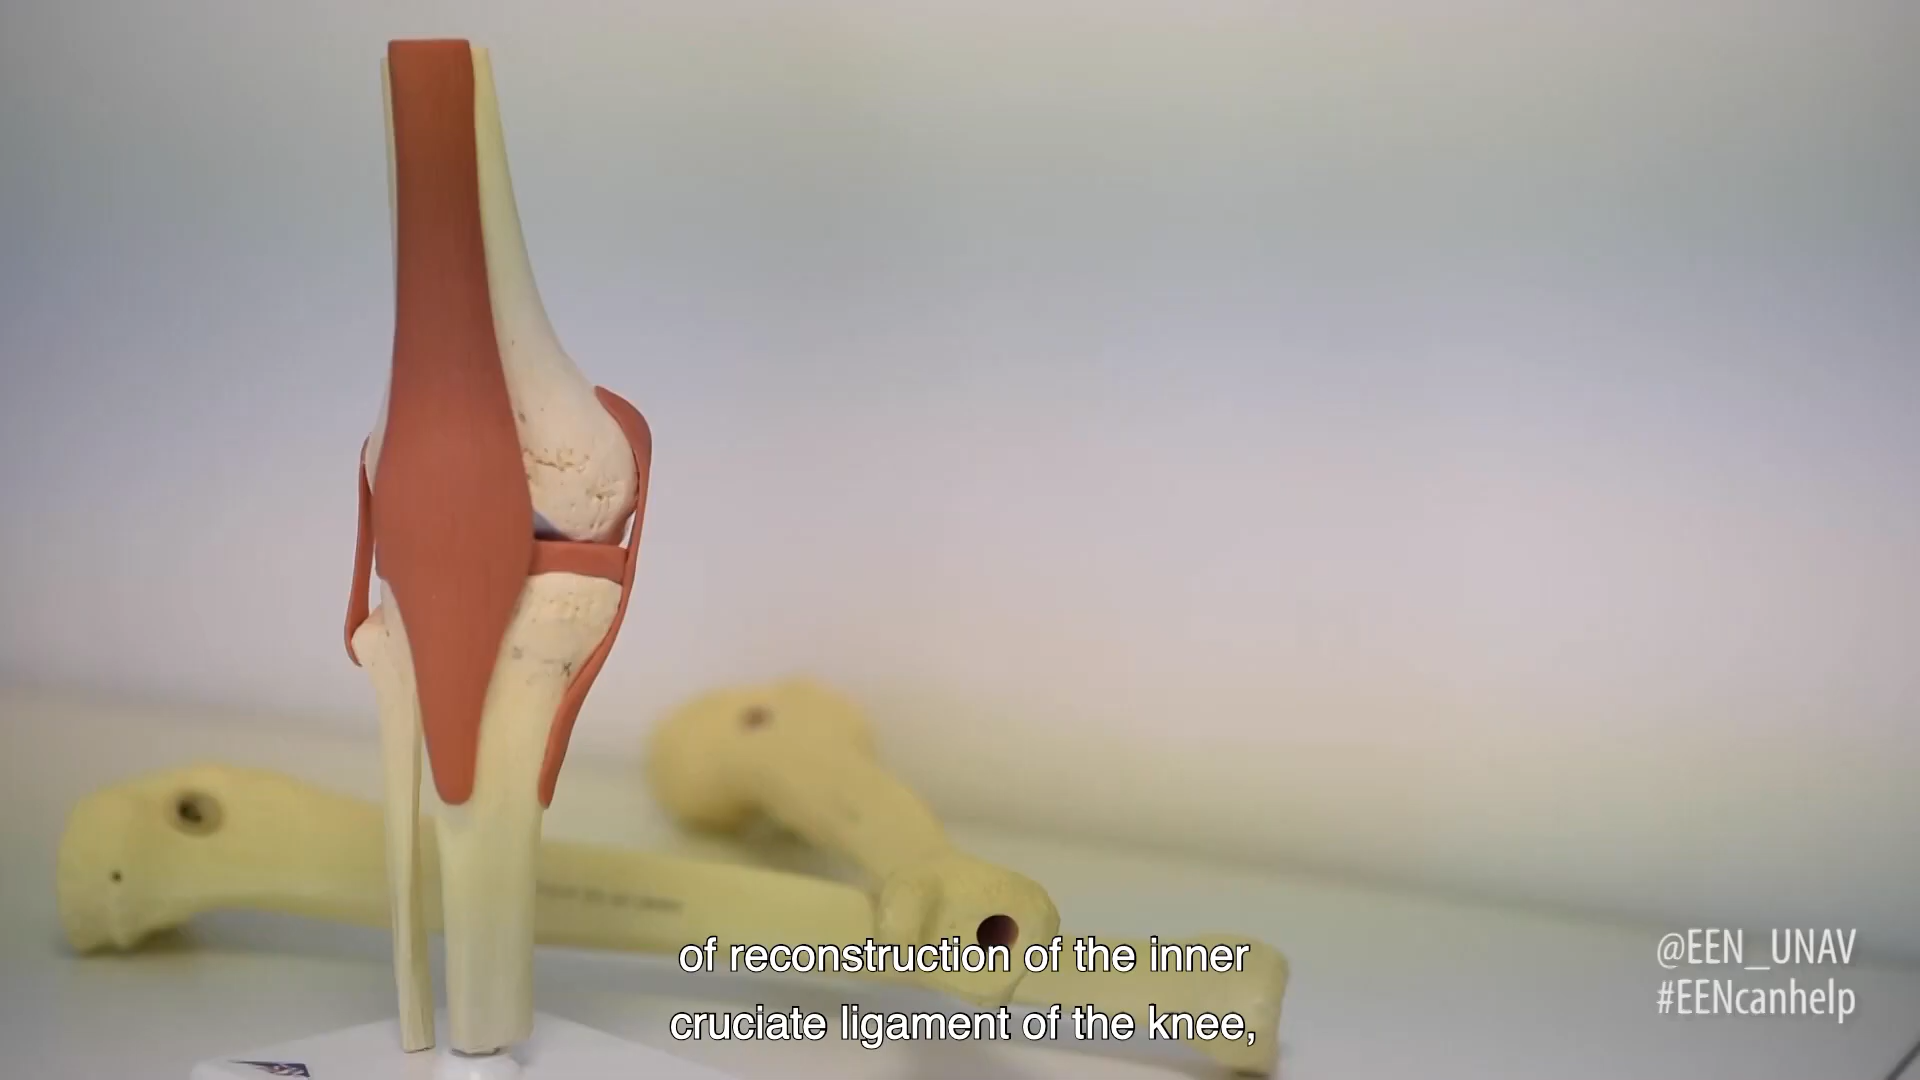 of reconstruction of the inner
cruciate ligament of the knee,
@EEN_UNAV
#EENcanhelp